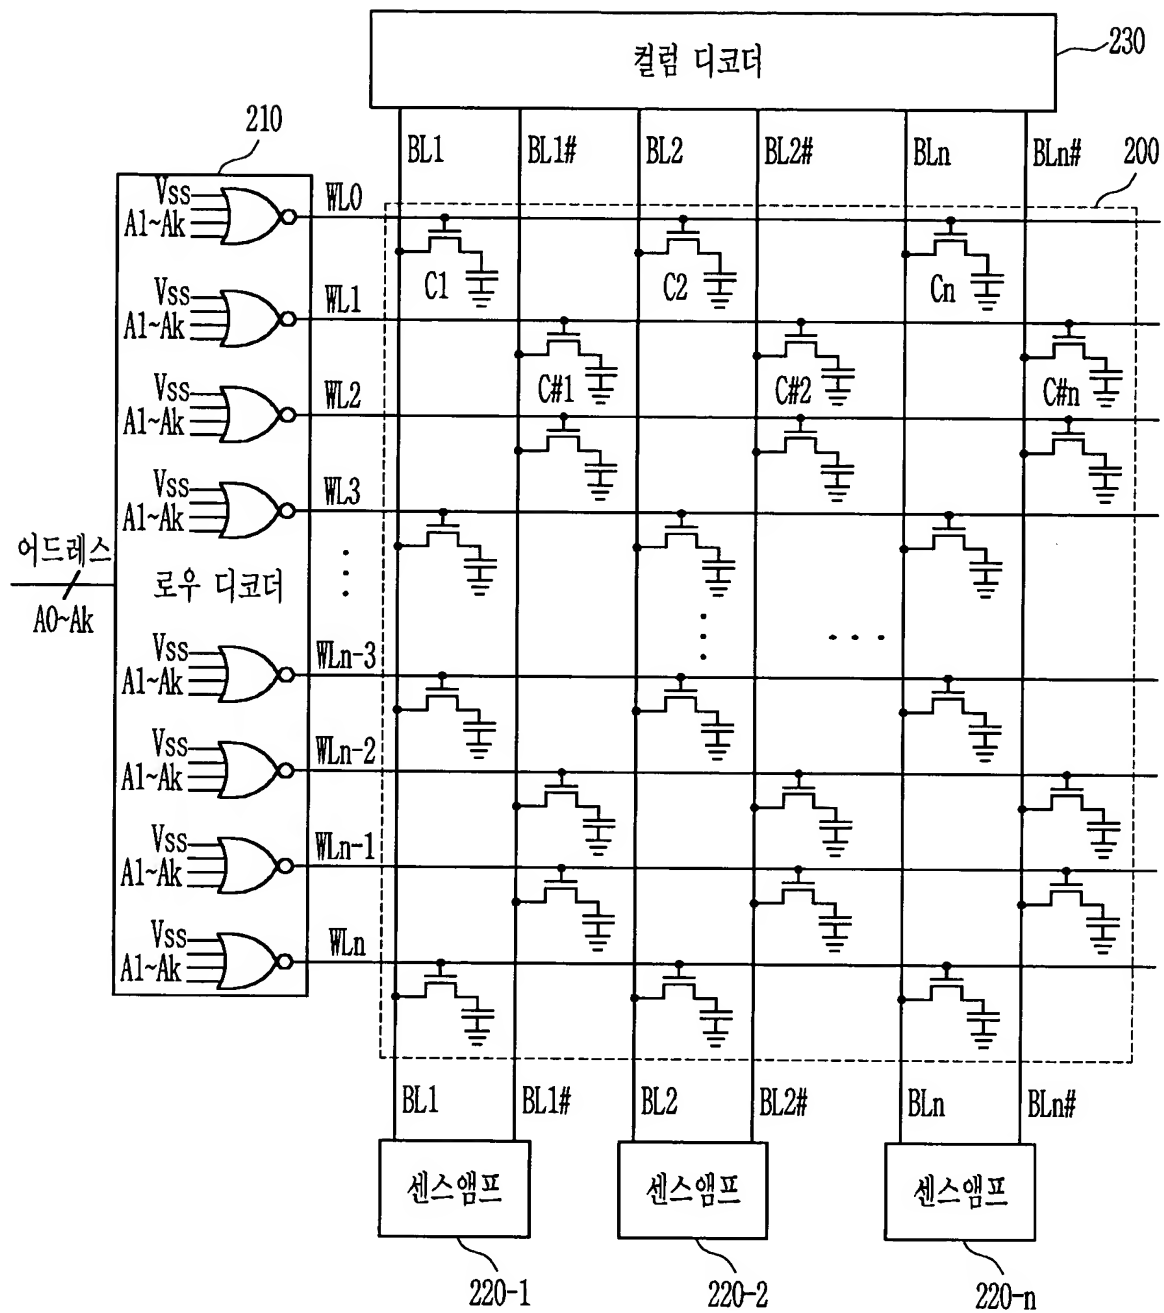 컬럼 디코더
230
210
BL1
BL1#
BL2
BL2#
BLn
BLn#
200
Vss
A1~Ak
WL0
C1
C2
Cn
Vss
A1~Ak
WL1
C#1
C#2
C#n
Vss
A1~Ak
WL2
Vss
A1~Ak
WL3
어드레스
A0~Ak
로우 디코더
Vss
A1~Ak
WLn-3
Vss
A1~Ak
WLn-2
Vss
A1~Ak
WLn-1
Vss
A1~Ak
WLn
BL1
BL1#
BL2
BL2#
BLn
BLn#
센스앰프
센스앰프
센스앰프
220-1
220-2
220-n